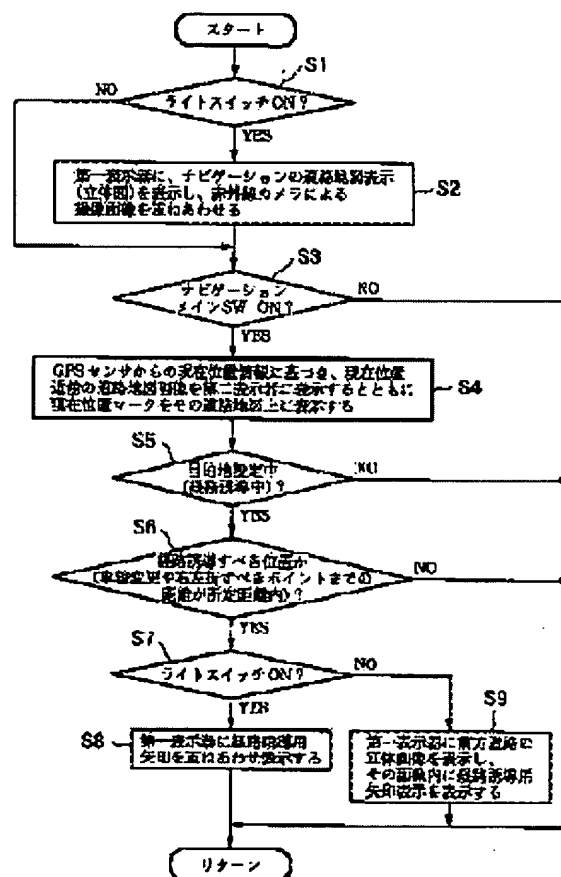 スタート
S1
NO
ライトスイッチON?
YES
第一表示器に、ナビゲーションの道路地図表示
(立体図)を表示し、赤外線カメラによる
撮像画像を重ねあわせる
S2
S3
ナビゲーション
メインSW ON?
NO
YES
GPSセンサからの現在位置情報に基づき、現在位置
近傍の道路地図画像を第二表示器に表示するとともに
現在位置マークをその道路地図上に表示する
S4
S5
目的地設定中
(経路誘導中)?
NO
YES
S6
経路誘導すべき位置か
(車線変更や右左折すべきポイントまでの
距離が所定距離内)?
NO
YES
S7
ライトスイッチON?
NO
YES
S8
第一表示器に経路誘導用
矢印を重ねあわせ表示する
S9
第一表示器に前方道路の
立体画像を表示し、
その画像内に経路誘導用
矢印表示を表示する
リターン